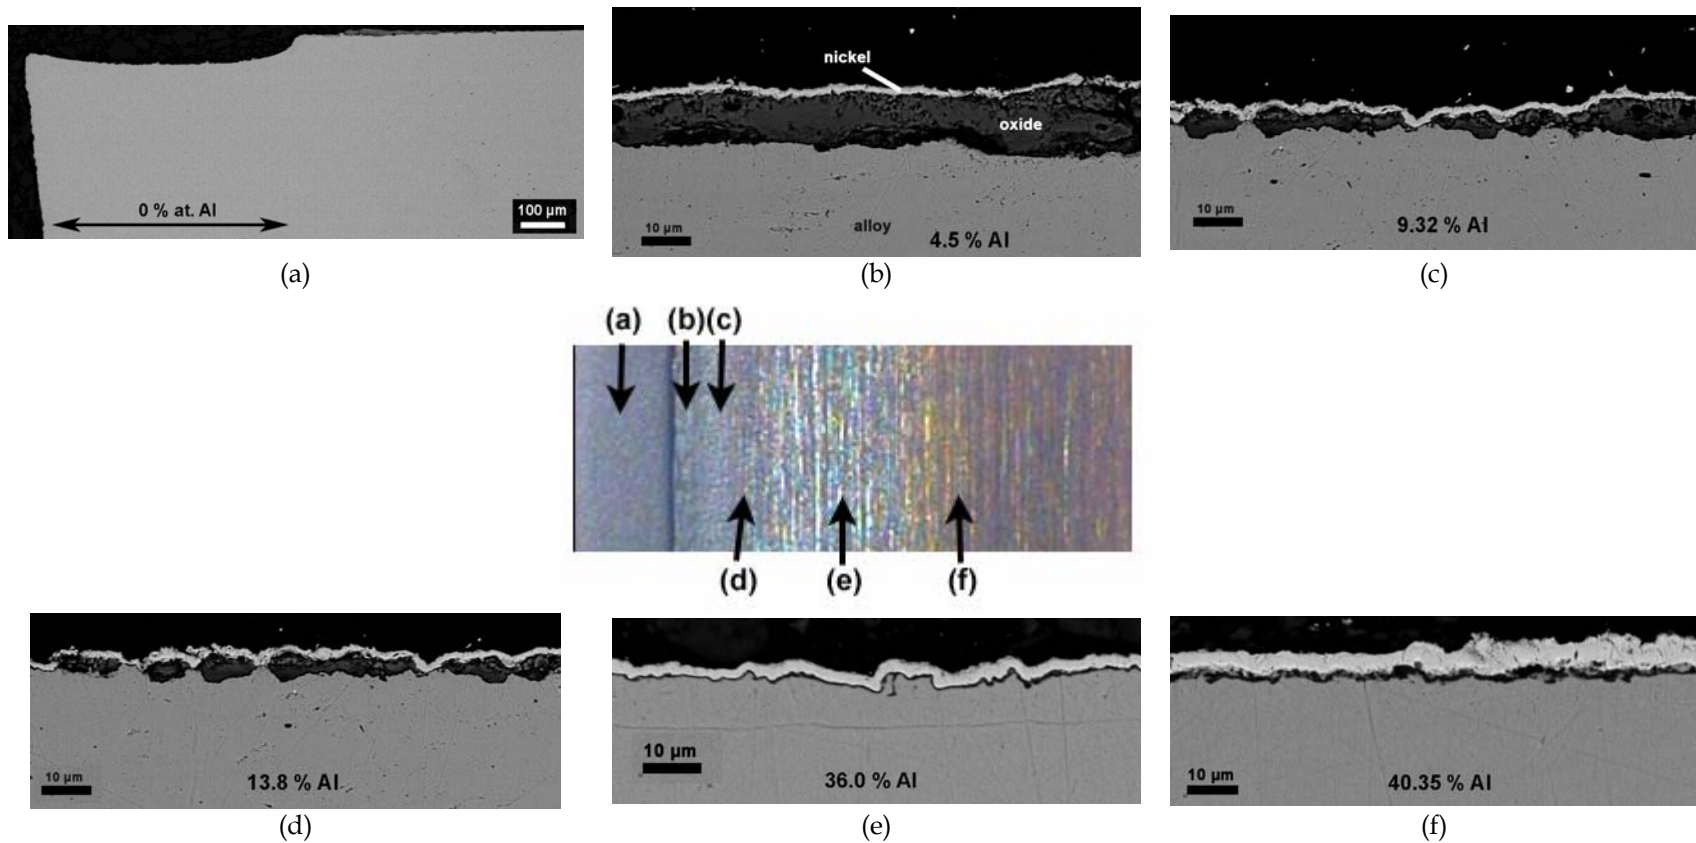 0 % at. Al
100 µm
(a)
nickel
oxide
alloy
10 µm
4.5 % Al
(b)
10 µm
9.32 % Al
(c)
(a)
(b)
(c)
(d)
(e)
(f)
10 µm
13.8 % Al
(d)
10 µm
36.0 % Al
(e)
10 µm
40.35 % Al
(f)